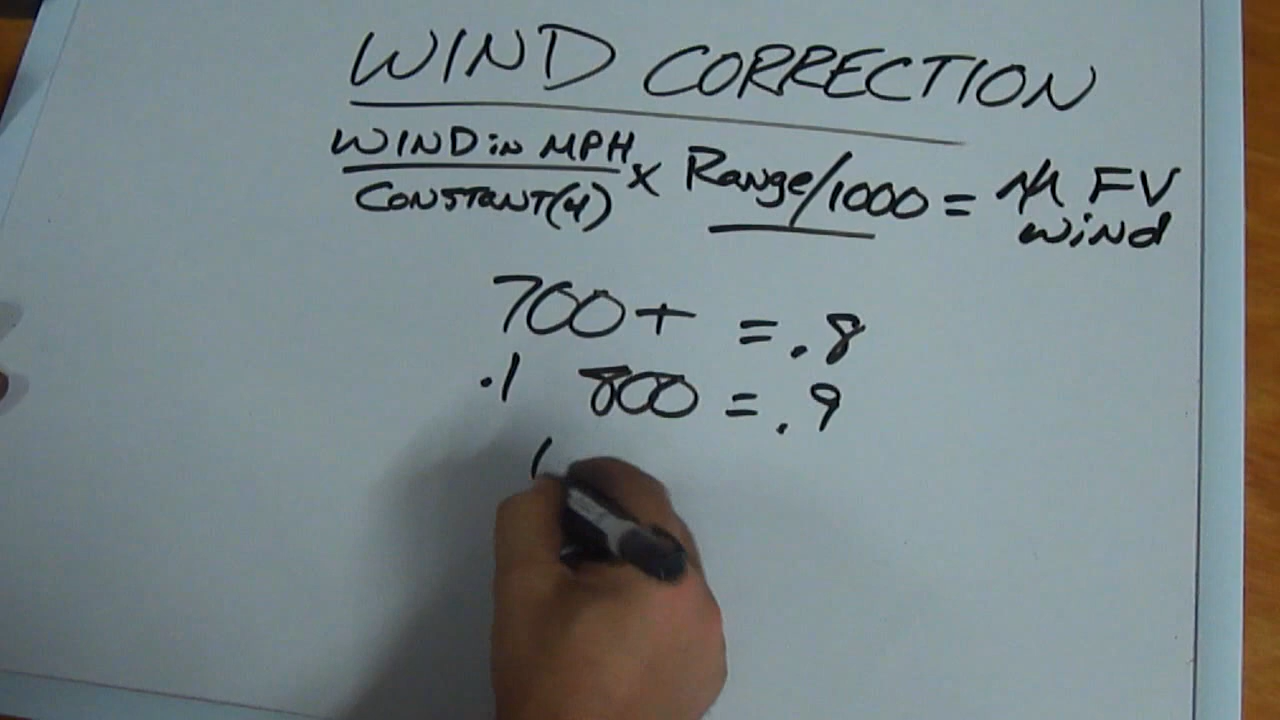 WIND CORRECTION
WIND in MPH
CONSTANT(4) x Range/1000 = FV
wind
700+ = .8
.1 800 = .9